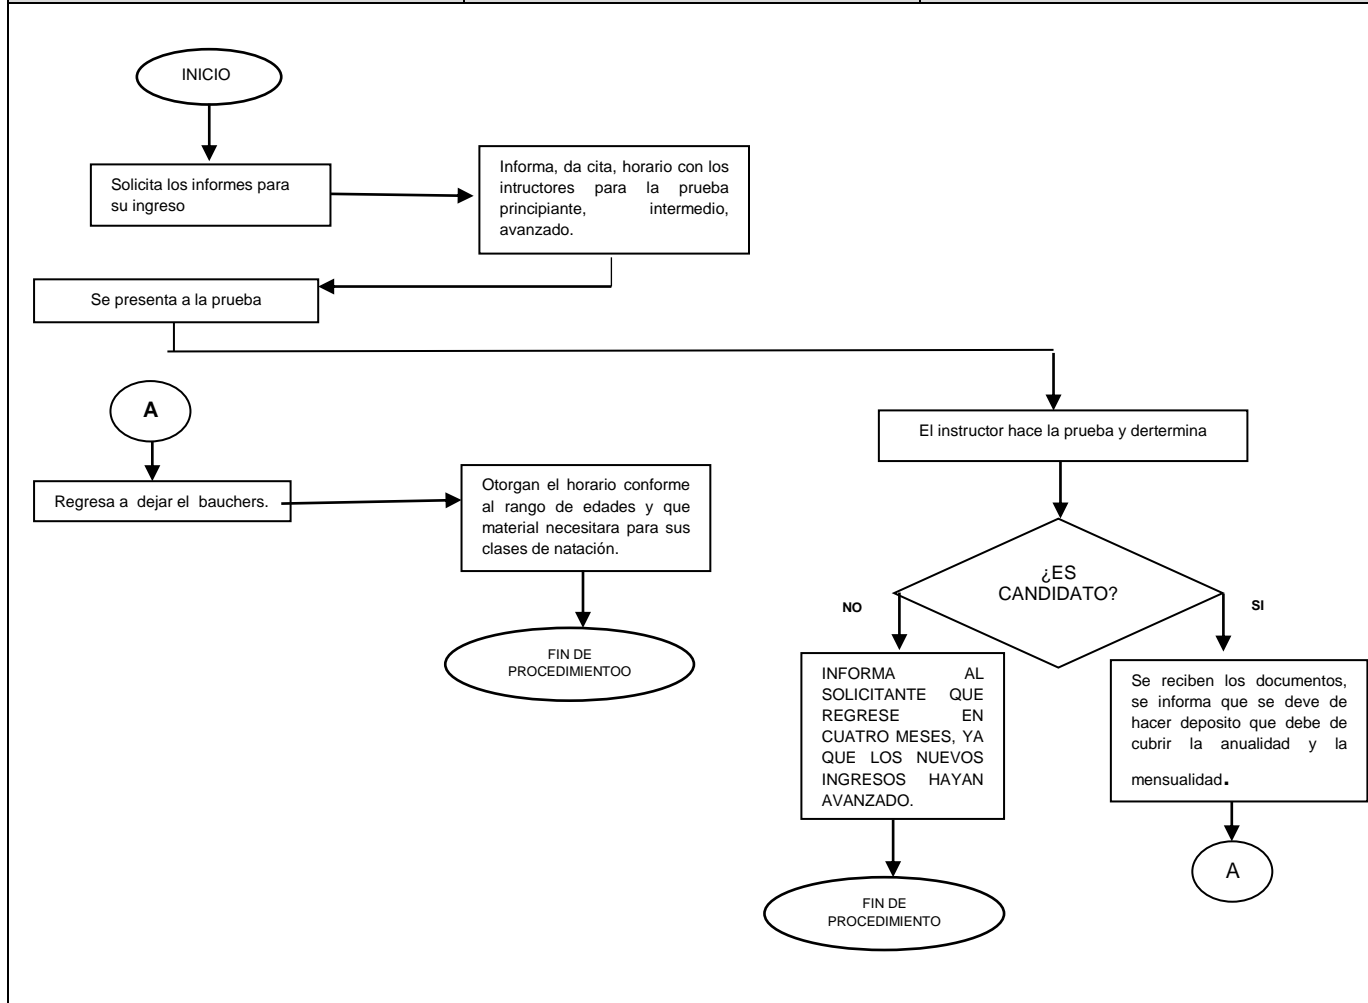 INICIO
Solicita los informes para
su ingreso
Informa, da cita, horario con los
intructores para la prueba
principiante, intermedio,
avanzado.
Se presenta a la prueba
A
Regresa a dejar el bauchers.
Otorgan el horario conforme
al rango de edades y que
material necesitara para sus
clases de natación.
FIN DE
PROCEDIMIENTOO
El instructor hace la prueba y dertermina
¿ES
CANDIDATO?
NO
SI
INFORMA AL
SOLICITANTE QUE
REGRESE EN
CUATRO MESES, YA
QUE LOS NUEVOS
INGRESOS HAYAN
AVANZADO.
Se reciben los documentos,
se informa que se deve de
hacer deposito que debe de
cubrir la anualidad y la
mensualidad.
A
FIN DE
PROCEDIMIENTO